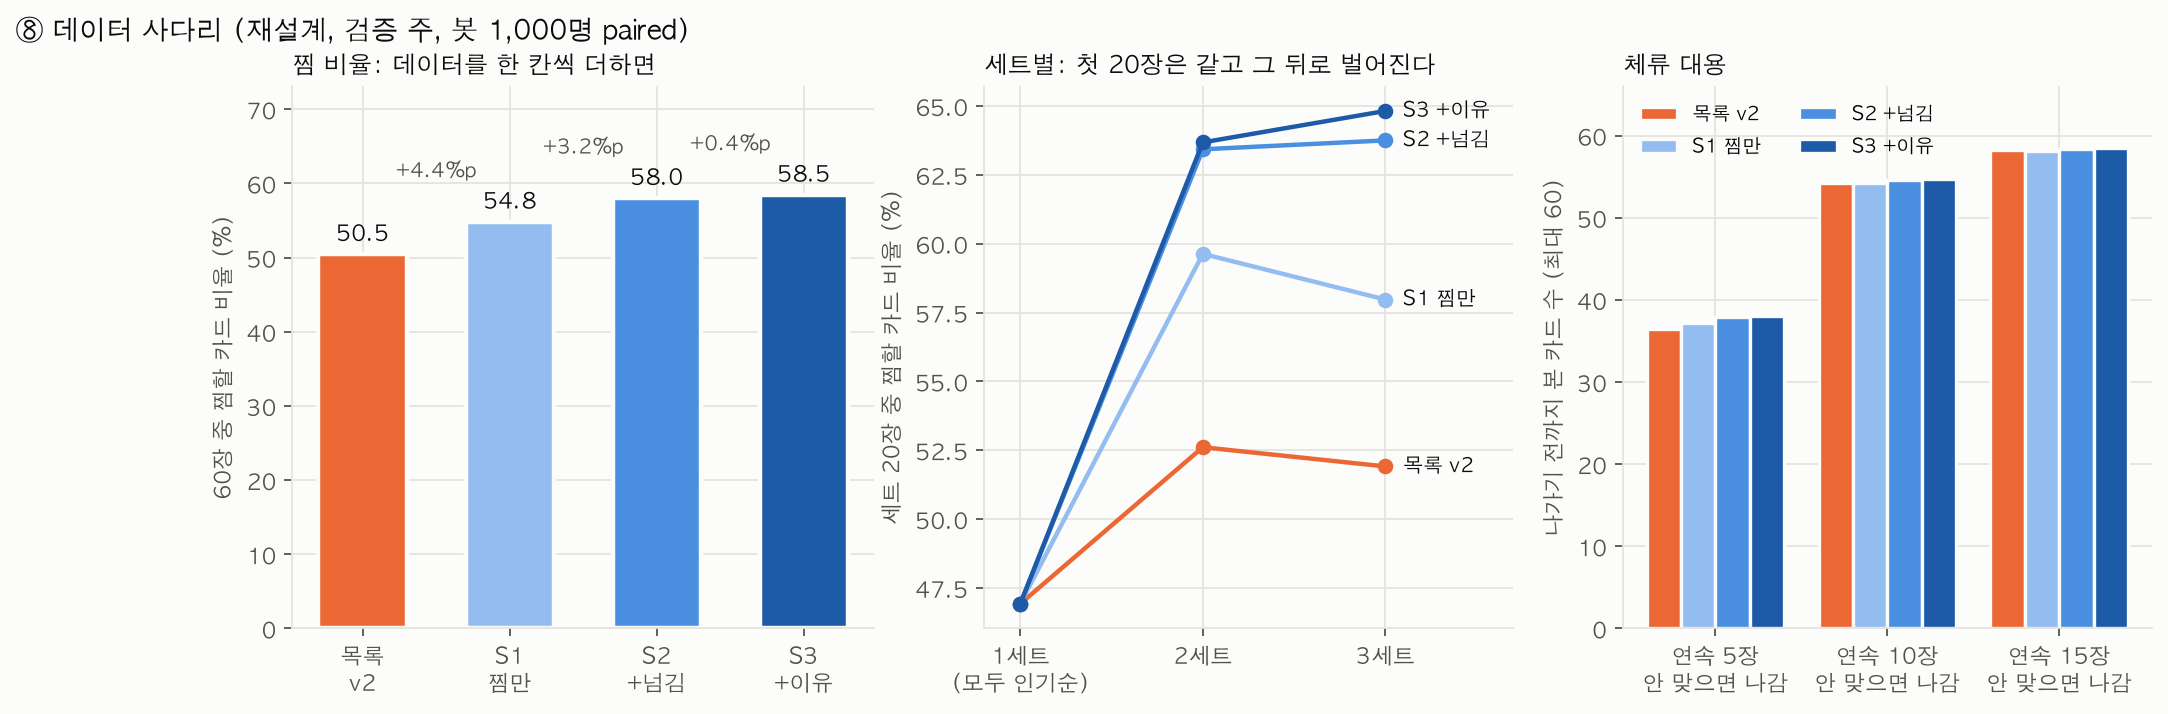 ⑧ 데이터 사다리 (재설계, 검증 주, 봇 1,000명 paired)
찜 비율: 데이터를 한 칸씩 더하면
60장 중 찜할 카드 비율 (%)
70
60
50
40
30
20
10
0
+4.4%p
+3.2%p
+0.4%p
50.5
54.8
58.0
58.5
목록
v2
S1
찜만
S2
+넘김
S3
+이유
세트별: 첫 20장은 같고 그 뒤로 벌어진다
세트 20장 중 찜할 카드 비율 (%)
65.0
62.5
60.0
57.5
55.0
52.5
50.0
47.5
S3 +이유
S2 +넘김
S1 찜만
목록 v2
1세트
(모두 인기순)
2세트
3세트
체류 대용
나가기 전까지 본 카드 수 (최대 60)
60
50
40
30
20
10
0
목록 v2
S1 찜만
S2 +넘김
S3 +이유
연속 5장
안 맞으면 나감
연속 10장
안 맞으면 나감
연속 15장
안 맞으면 나감